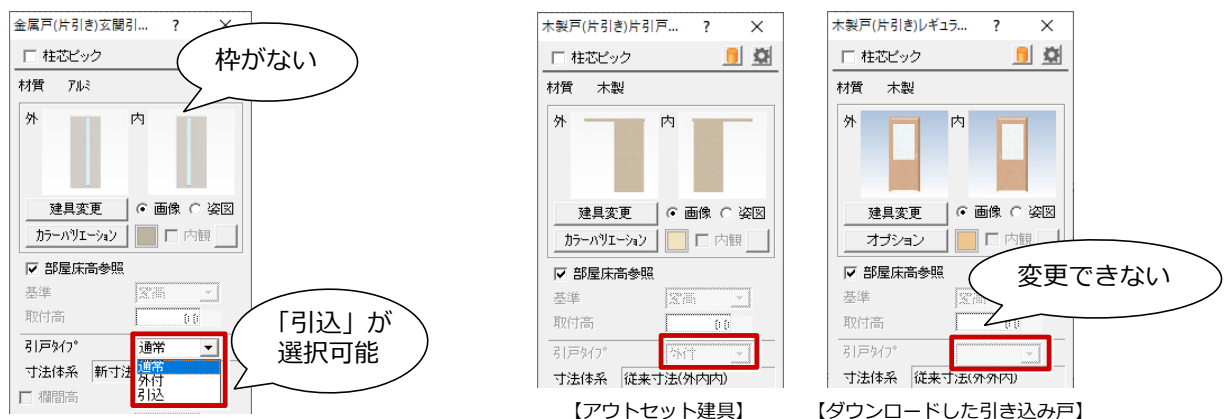 金属戸(片引き)玄関引... ? ×
柱芯ピック
枠がない
材質 アルミ
外 内
建具変更 画像 姿図
カラーバリエーション 内観
部屋床高参照
基準 窓高
取付高 00
引戸タイプ 通常
通常
外付
引込
寸法体系 新寸法
欄間高
「引込」が
選択可能
木製戸(片引き)片引戸... ? ×
柱芯ピック
材質 木製
外 内
建具変更 画像 姿図
カラーバリエーション 内観
部屋床高参照
基準 窓高
取付高 00
引戸タイプ 外付
寸法体系 従来寸法(外内内)
【アウトセット建具】
木製戸(片引き)レギュラ... ? ×
柱芯ピック
材質 木製
外 内
建具変更 画像 姿図
オプション 内観
部屋床高参照
変更できない
基準
取付高 00
引戸タイプ
寸法体系 従来寸法(外外内)
【ダウンロードした引き込み戸】